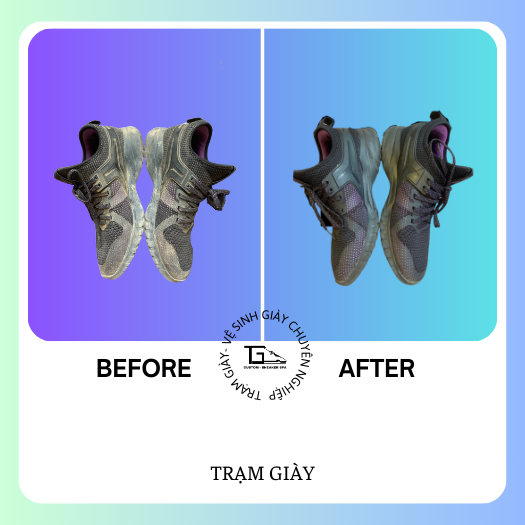 BEFORE
AFTER
TRẠM GIÀY - VỆ SINH GIÀY CHUYÊN NGHIỆP
TG
CUSTOM - SNEAKER SPA
TRẠM GIÀY